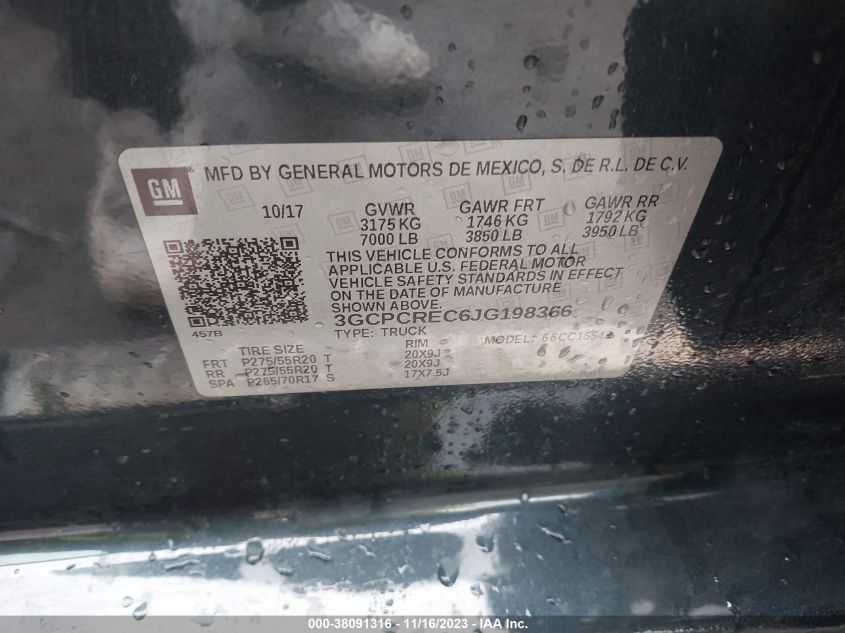 GM ® MFD BY GENERAL MOTORS DE MEXICO, S. DE R.L. DE C.V.
10/17 GVWR GAWR FRT GAWR RR
3175 KG 1746 KG 1792 KG
7000 LB 3850 LB 3950 LB
THIS VEHICLE CONFORMS TO ALL
APPLICABLE U.S. FEDERAL MOTOR
VEHICLE SAFETY STANDARDS IN EFFECT
ON THE DATE OF MANUFACTURE
SHOWN ABOVE.
3GCPCREC6JG198366
457B TYPE: TRUCK MODEL:
TIRE SIZE RIM
FRT P275/55R20 T 20X9J
RR P275/55R20 T 20X9J
SPA P265/70R17 S 17X7.5J
000-38091316 - 11/16/2023 - IAA Inc.